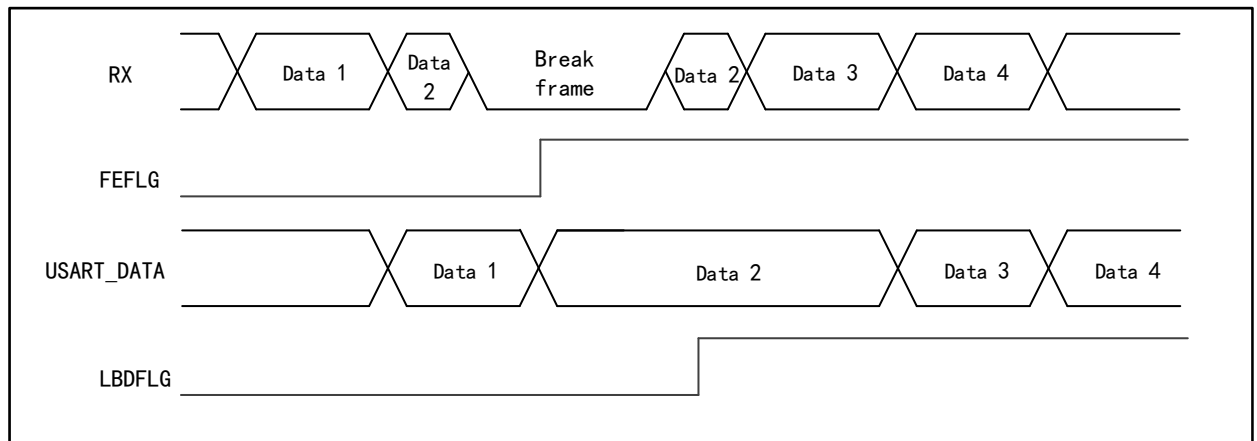 RX
Data 1
Data
2
Break
frame
Data 2
Data 3
Data 4
FEFLG
USART_DATA
Data 1
Data 2
Data 3
Data 4
LBDFLG